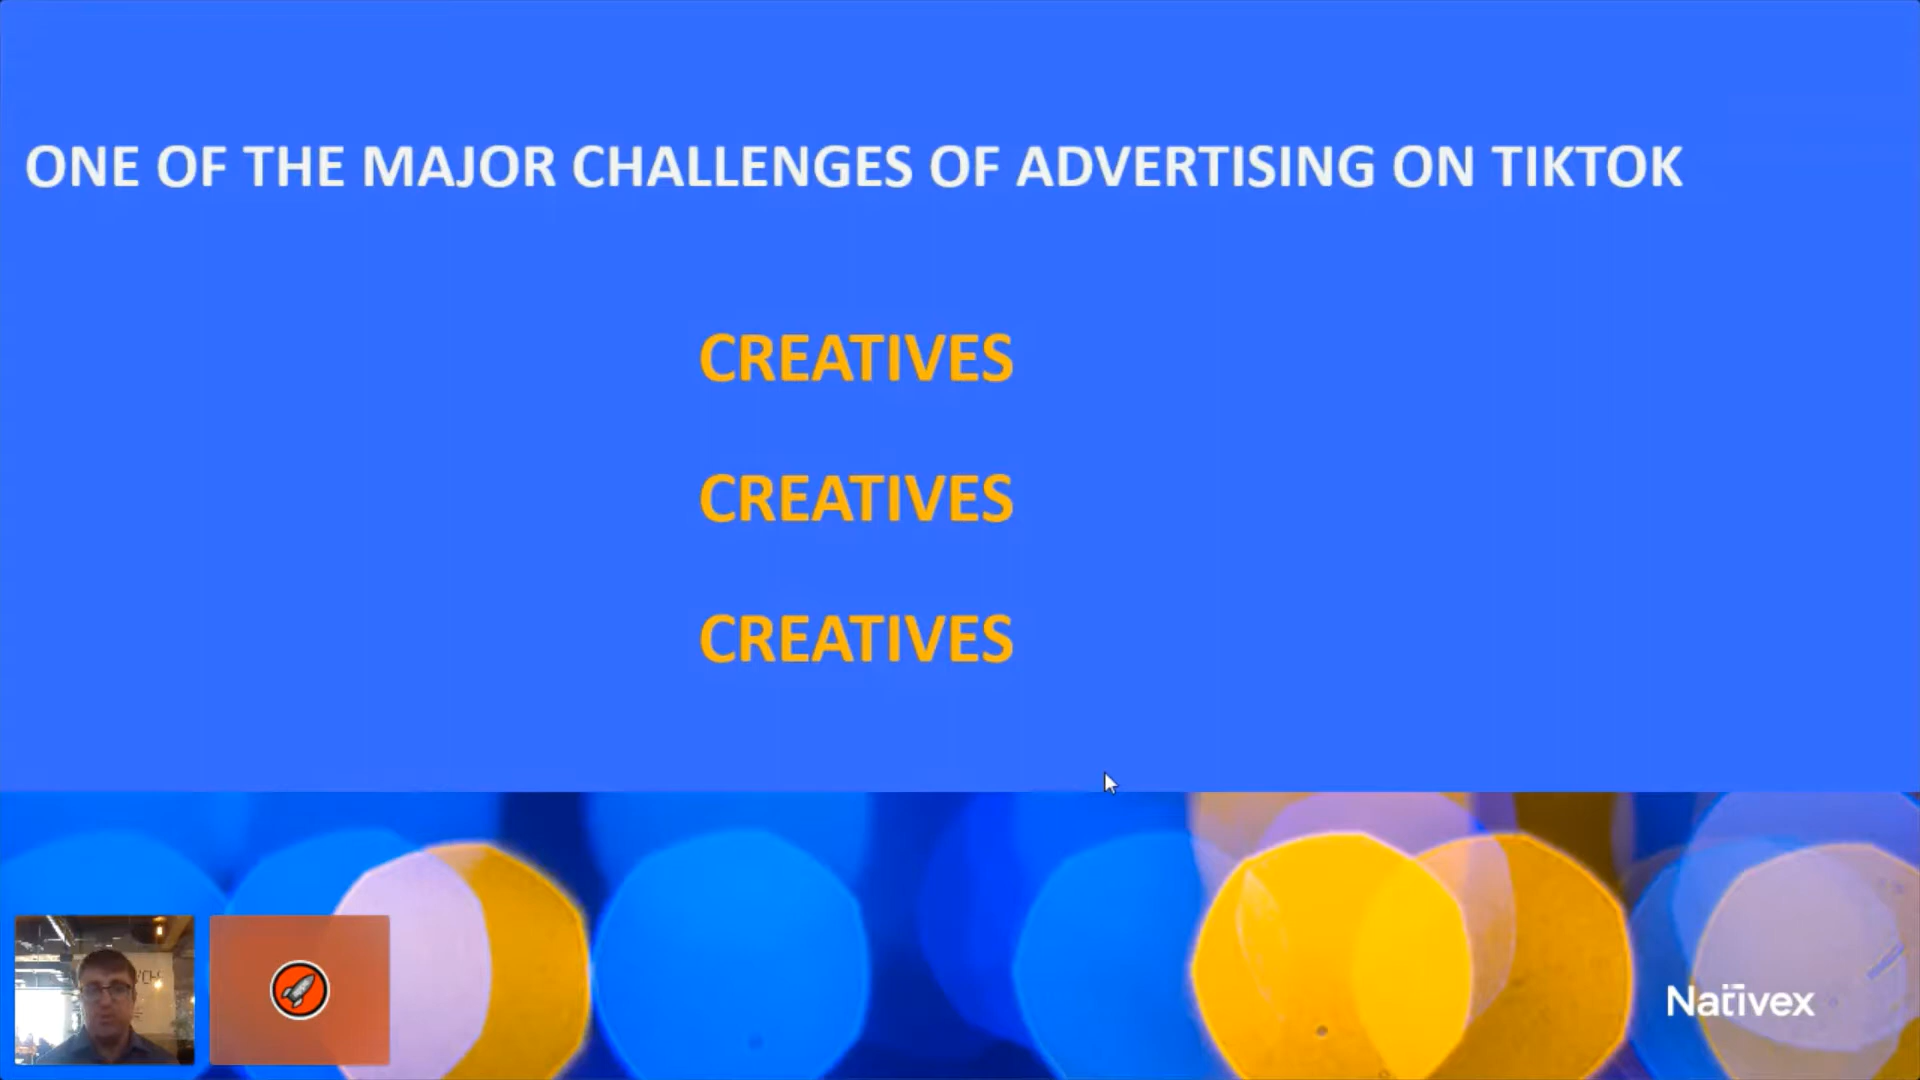 ONE OF THE MAJOR CHALLENGES OF ADVERTISING ON TIKTOK
CREATIVES
CREATIVES
CREATIVES
Nativex